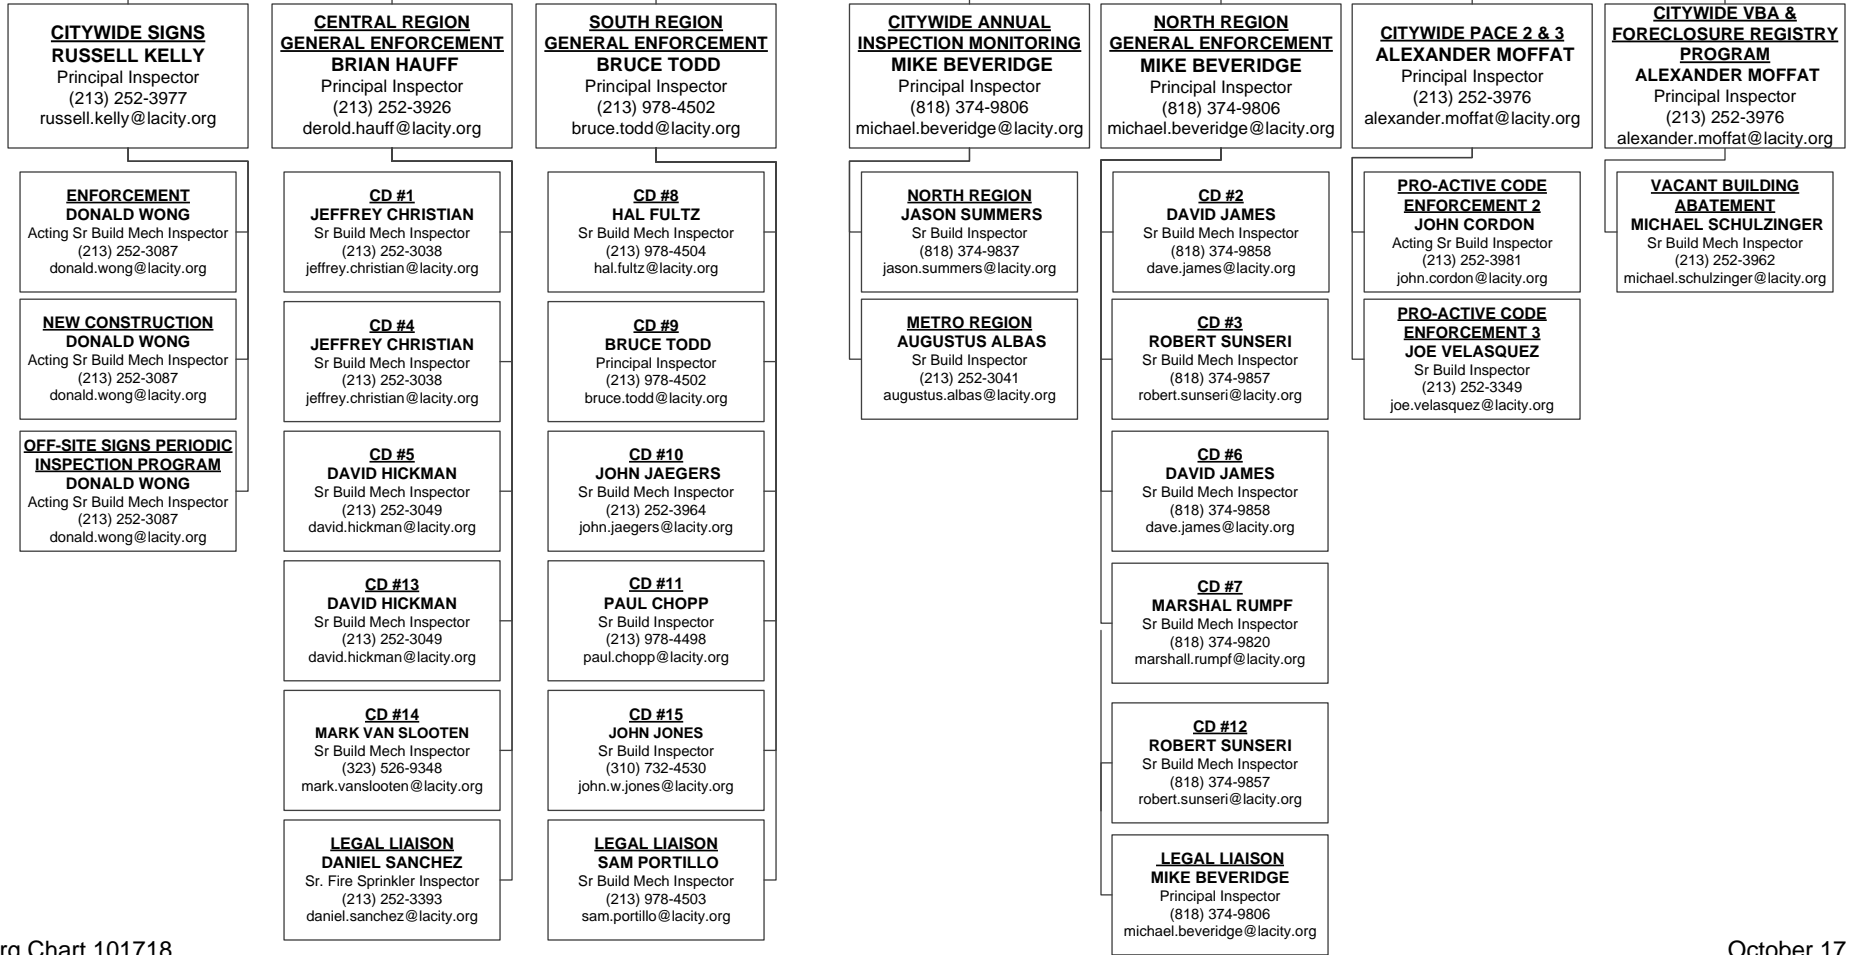 CITYWIDE SIGNS
RUSSELL KELLY
Principal Inspector
(213) 252-3977
russell.kelly@lacity.org
ENFORCEMENT
DONALD WONG
Acting Sr Build Mech Inspector
(213) 252-3087
donald.wong@lacity.org
NEW CONSTRUCTION
DONALD WONG
Acting Sr Build Mech Inspector
(213) 252-3087
donald.wong@lacity.org
OFF-SITE SIGNS PERIODIC
INSPECTION PROGRAM
DONALD WONG
Acting Sr Build Mech Inspector
(213) 252-3087
donald.wong@lacity.org
CENTRAL REGION
GENERAL ENFORCEMENT
BRIAN HAUFF
Principal Inspector
(213) 252-3926
derold.hauff@lacity.org
CD #1
JEFFREY CHRISTIAN
Sr Build Mech Inspector
(213) 252-3038
jeffrey.christian@lacity.org
CD #4
JEFFREY CHRISTIAN
Sr Build Mech Inspector
(213) 252-3038
jeffrey.christian@lacity.org
CD #5
DAVID HICKMAN
Sr Build Mech Inspector
(213) 252-3049
david.hickman@lacity.org
CD #13
DAVID HICKMAN
Sr Build Mech Inspector
(213) 252-3049
david.hickman@lacity.org
CD #14
MARK VAN SLOOTEN
Sr Build Mech Inspector
(323) 526-9348
mark.vanslooten@lacity.org
LEGAL LIAISON
DANIEL SANCHEZ
Sr. Fire Sprinkler Inspector
(213) 252-3393
daniel.sanchez@lacity.org
SOUTH REGION
GENERAL ENFORCEMENT
BRUCE TODD
Principal Inspector
(213) 978-4502
bruce.todd@lacity.org
CD #8
HAL FULTZ
Sr Build Mech Inspector
(213) 978-4504
hal.fultz@lacity.org
CD #9
BRUCE TODD
Principal Inspector
(213) 978-4502
bruce.todd@lacity.org
CD #10
JOHN JAEGERS
Sr Build Mech Inspector
(213) 252-3964
john.jaegers@lacity.org
CD #11
PAUL CHOPP
Sr Build Inspector
(213) 978-4498
paul.chopp@lacity.org
CD #15
JOHN JONES
Sr Build Inspector
(310) 732-4530
john.w.jones@lacity.org
LEGAL LIAISON
SAM PORTILLO
Sr Build Mech Inspector
(213) 978-4503
sam.portillo@lacity.org
CITYWIDE ANNUAL
INSPECTION MONITORING
MIKE BEVERIDGE
Principal Inspector
(818) 374-9806
michael.beveridge@lacity.org
NORTH REGION
JASON SUMMERS
Sr Build Inspector
(818) 374-9837
jason.summers@lacity.org
METRO REGION
AUGUSTUS ALBAS
Sr Build Inspector
(213) 252-3041
augustus.albas@lacity.org
NORTH REGION
GENERAL ENFORCEMENT
MIKE BEVERIDGE
Principal Inspector
(818) 374-9806
michael.beveridge@lacity.org
CD #2
DAVID JAMES
Sr Build Mech Inspector
(818) 374-9858
dave.james@lacity.org
CD #3
ROBERT SUNSERI
Sr Build Mech Inspector
(818) 374-9857
robert.sunseri@lacity.org
CD #6
DAVID JAMES
Sr Build Mech Inspector
(818) 374-9858
dave.james@lacity.org
CD #7
MARSHAL RUMPF
Sr Build Mech Inspector
(818) 374-9820
marshall.rumpf@lacity.org
CD #12
ROBERT SUNSERI
Sr Build Mech Inspector
(818) 374-9857
robert.sunseri@lacity.org
LEGAL LIAISON
MIKE BEVERIDGE
Principal Inspector
(818) 374-9806
michael.beveridge@lacity.org
CITYWIDE PACE 2 & 3
ALEXANDER MOFFAT
Principal Inspector
(213) 252-3976
alexander.moffat@lacity.org
PRO-ACTIVE CODE
ENFORCEMENT 2
JOHN CORDON
Acting Sr Build Inspector
(213) 252-3981
john.cordon@lacity.org
PRO-ACTIVE CODE
ENFORCEMENT 3
JOE VELASQUEZ
Sr Build Inspector
(213) 252-3349
joe.velasquez@lacity.org
CITYWIDE VBA &
FORECLOSURE REGISTRY
PROGRAM
ALEXANDER MOFFAT
Principal Inspector
(213) 252-3976
alexander.moffat@lacity.org
VACANT BUILDING
ABATEMENT
MICHAEL SCHULZINGER
Sr Build Mech Inspector
(213) 252-3962
michael.schulzinger@lacity.org
rg Chart 101718
October 17